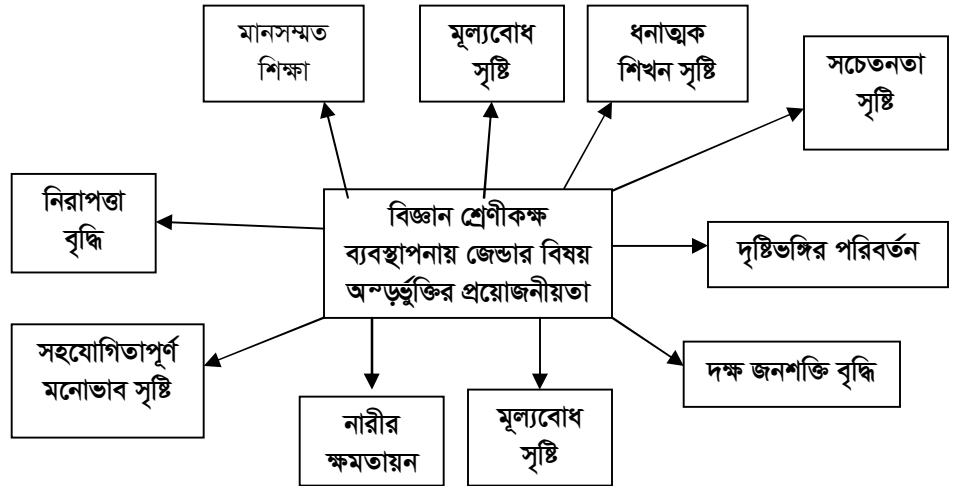 মানসম্মত
শিক্ষা
মূল্যবোধ
সৃষ্টি
ধনাত্মক
শিখন সৃষ্টি
সচেতনতা
সৃষ্টি
নিরাপত্তা
বৃদ্ধি
বিজ্ঞান শ্রেণীকক্ষ
ব্যবস্থাপনায় জেন্ডার বিষয়
অন্ড়র্ভুক্তির প্রয়োজনীয়তা
দৃষ্টিভঙ্গির পরিবর্তন
সহযোগিতাপূর্ণ
মনোভাব সৃষ্টি
দক্ষ জনশক্তি বৃদ্ধি
নারীর
ক্ষমতায়ন
মূল্যবোধ
সৃষ্টি